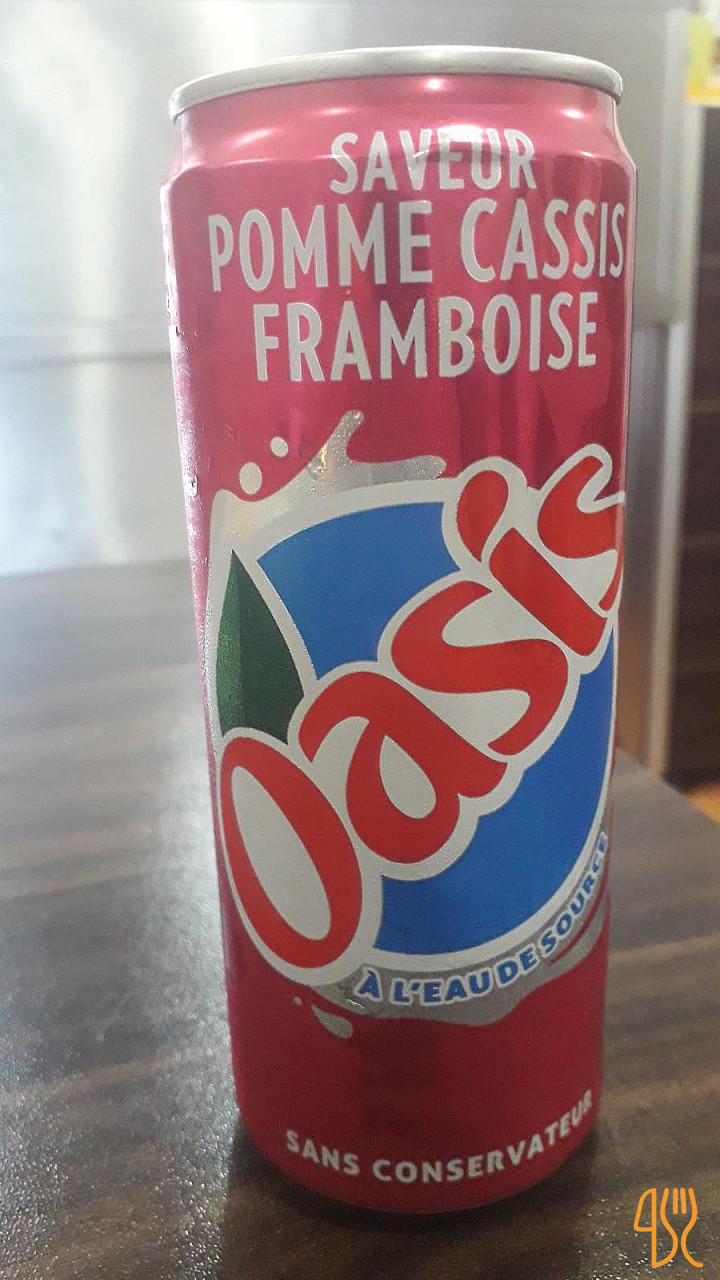 SAVEUR
POMME CASSIS
FRAMBOISE
Oasis
À L'EAU DE SOURCE
SANS CONSERVATEUR